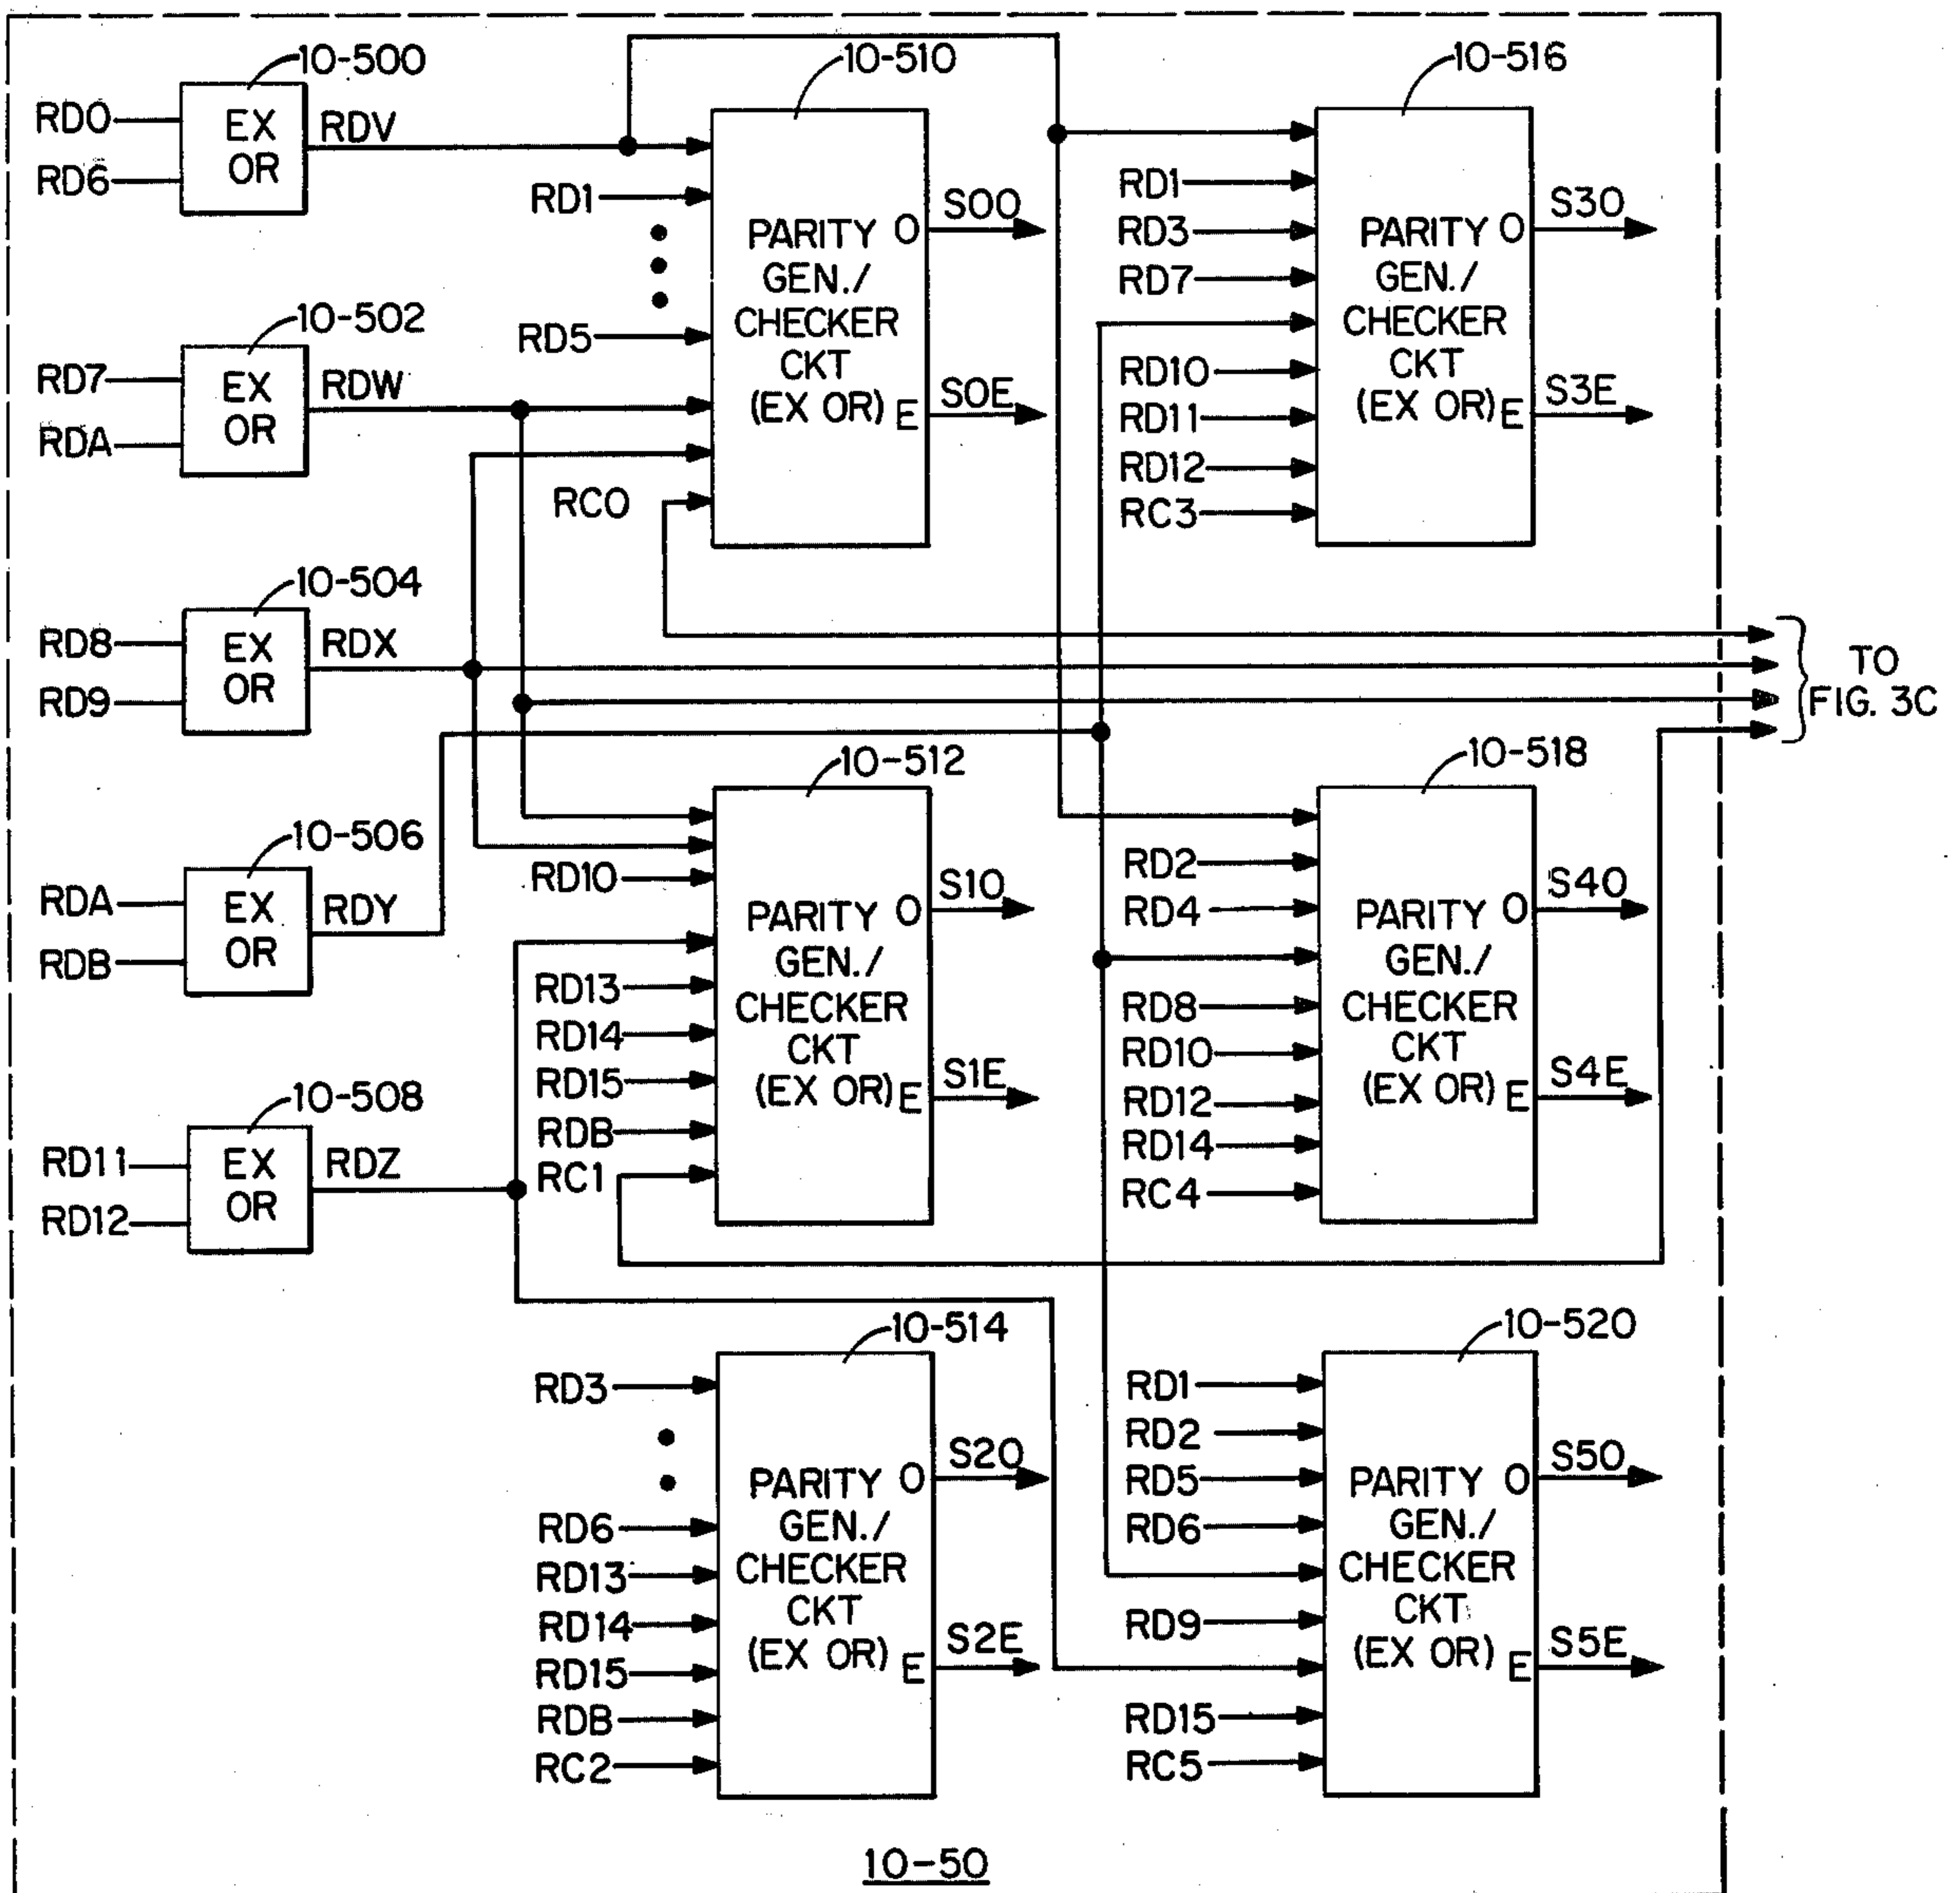 10-500
RD0
RD6
EX
OR
RDV
10-502
RD7
RDA
EX
OR
RDW
10-504
RD8
RD9
EX
OR
RDX
10-506
RDA
RDB
EX
OR
RDY
10-508
RD11
RD12
EX
OR
RDZ
10-510
RD1
RD5
RC0
PARITY O
GEN./
CHECKER
CKT
(EX OR) E
S0O
S0E
10-512
RD10
RD13
RD14
RD15
RDB
RC1
PARITY O
GEN./
CHECKER
CKT
(EX OR) E
S1O
S1E
10-514
RD3
RD6
RD13
RD14
RD15
RDB
RC2
PARITY O
GEN./
CHECKER
CKT
(EX OR) E
S2O
S2E
10-516
RD1
RD3
RD7
RD10
RD11
RD12
RC3
PARITY O
GEN./
CHECKER
CKT
(EX OR) E
S3O
S3E
TO
FIG. 3C
10-518
RD2
RD4
RD8
RD10
RD12
RD14
RC4
PARITY O
GEN./
CHECKER
CKT
(EX OR) E
S4O
S4E
10-520
RD1
RD2
RD5
RD6
RD9
RD15
RC5
PARITY O
GEN./
CHECKER
CKT
(EX OR) E
S5O
S5E
10-50